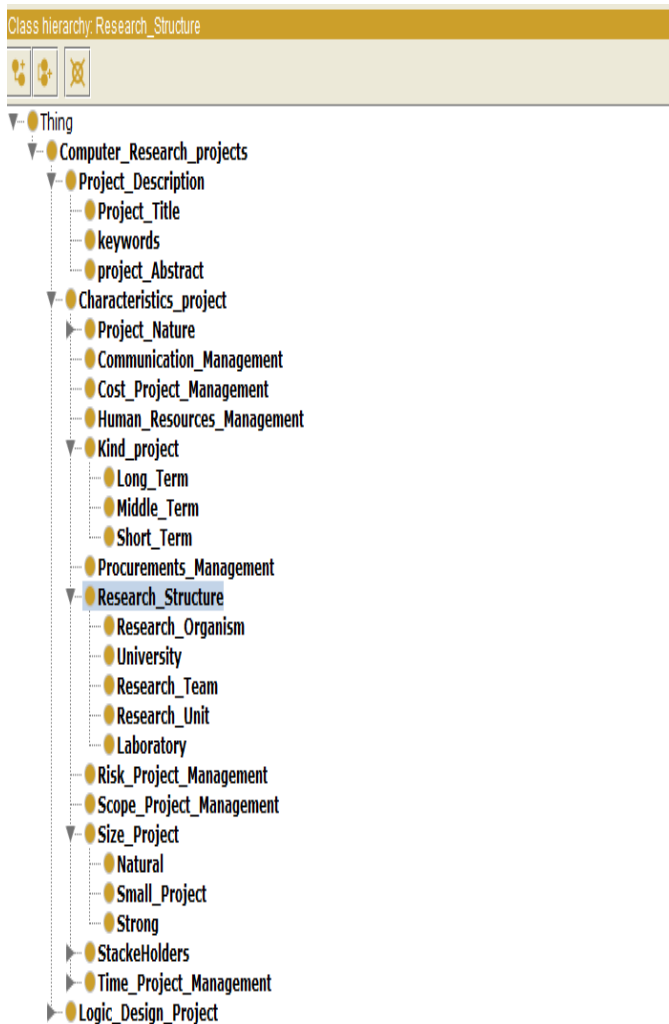 Class hierarchy: Research_Structure
Thing
Computer_Research_projects
Project_Description
Project_Title
keywords
project_Abstract
Characteristics_project
Project_Nature
Communication_Management
Cost_Project_Management
Human_Resources_Management
Kind_project
Long_Term
Middle_Term
Short_Term
Procurements_Management
Research_Structure
Research_Organism
University
Research_Team
Research_Unit
Laboratory
Risk_Project_Management
Scope_Project_Management
Size_Project
Natural
Small_Project
Strong
StackeHolders
Time_Project_Management
Logic_Design_Project